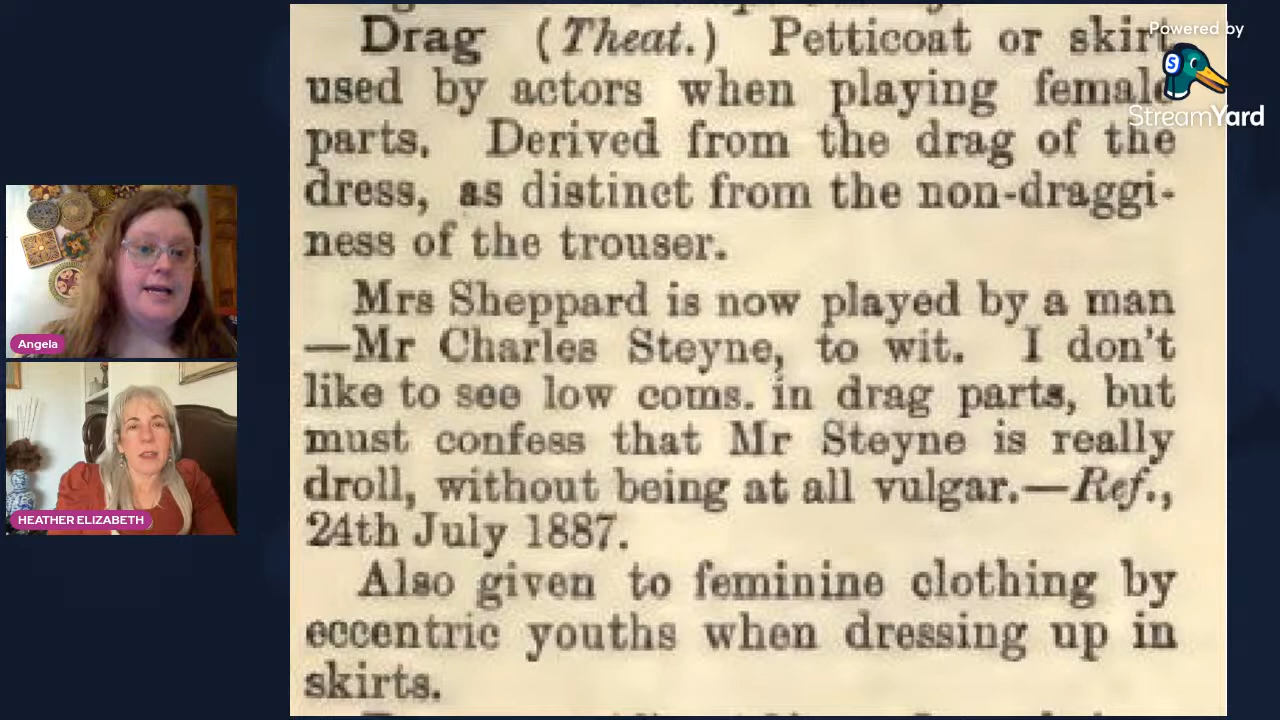 Drag (Theat.) Petticoat or skirt
used by actors when playing female
parts. Derived from the drag of the
dress, as distinct from the non-draggi-
ness of the trouser.
Mrs Sheppard is now played by a man
—Mr Charles Steyne, to wit. I don't
like to see low coms. in drag parts, but
must confess that Mr Steyne is really
droll, without being at all vulgar.—Ref.,
24th July 1887.
Also given to feminine clothing by
eccentric youths when dressing up in
skirts.
Powered by
StreamYard
Angela
HEATHER ELIZABETH